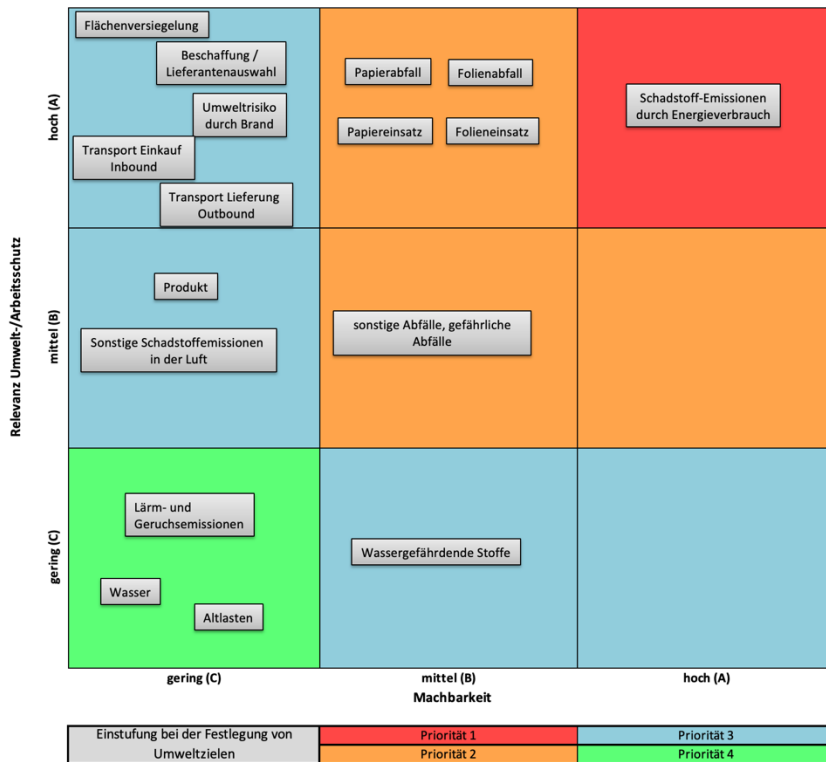 Flächenversiegelung
Beschaffung /
Lieferantenauswahl
Umweltrisiko
durch Brand
Transport Einkauf
Inbound
Transport Lieferung
Outbound
Papierabfall
Folienabfall
Papiereinsatz
Folieneinsatz
Schadstoff-Emissionen
durch Energieverbrauch
hoch (A)
Relevanz Umwelt-/Arbeitsschutz
mittel (B)
Produkt
Sonstige Schadstoffemissionen
in der Luft
sonstige Abfälle, gefährliche
Abfälle
gering (C)
Lärm- und
Geruchsemissionen
Wasser
Altlasten
Wassergefährdende Stoffe
gering (C)
mittel (B)
hoch (A)
Machbarkeit
Einstufung bei der Festlegung von
Umweltzielen
Priorität 1
Priorität 3
Priorität 2
Priorität 4